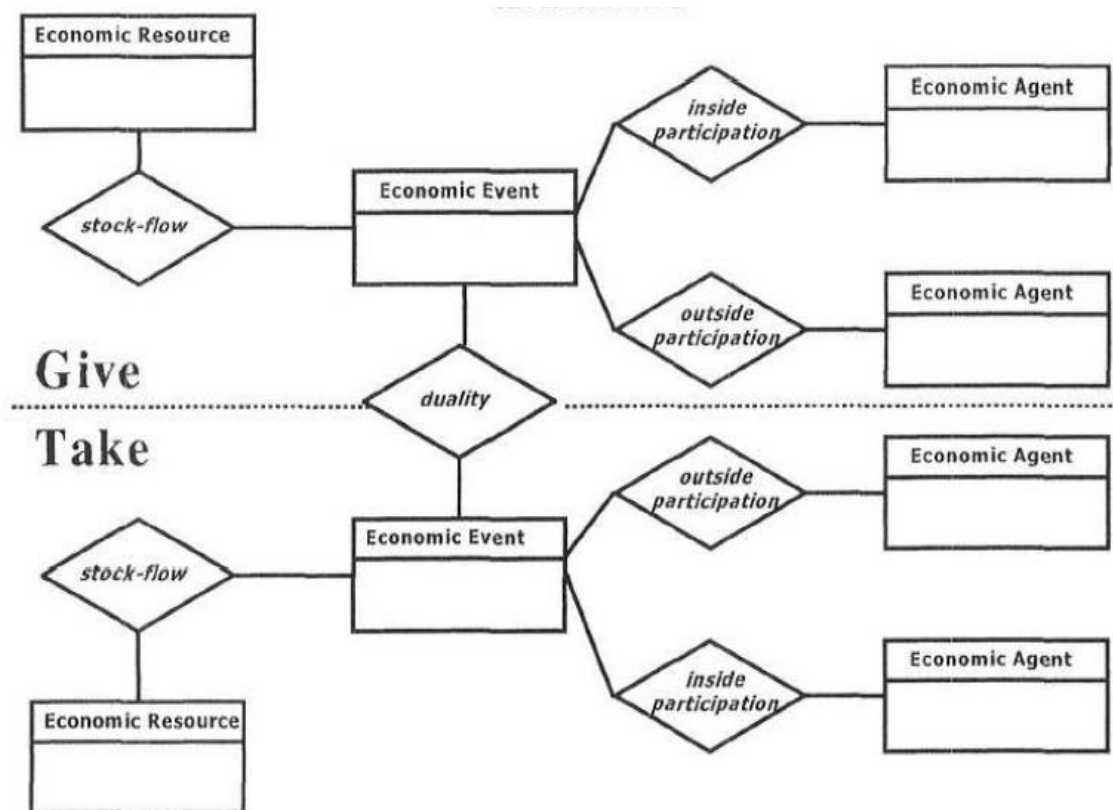 Economic Resource
inside
participation
Economic Agent
Economic Event
stock-flow
outside
participation
Economic Agent
Give
duality
Take
outside
participation
Economic Agent
Economic Event
stock-flow
inside
participation
Economic Agent
Economic Resource